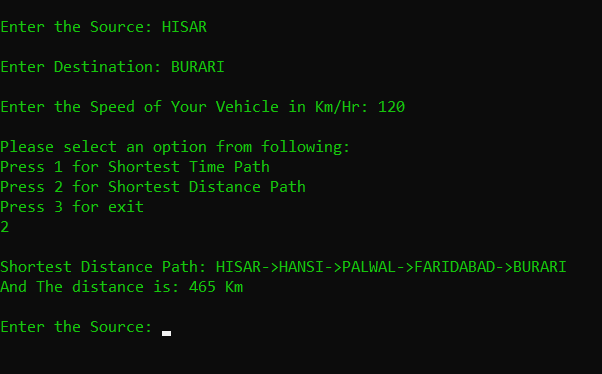 Enter the Source: HISAR
Enter Destination: BURARI
Enter the Speed of Your Vehicle in Km/Hr: 120
Please select an option from following:
Press 1 for Shortest Time Path
Press 2 for Shortest Distance Path
Press 3 for exit
2
Shortest Distance Path: HISAR->HANSI->PALWAL->FARIDABAD->BURARI
And The distance is: 465 Km
Enter the Source: